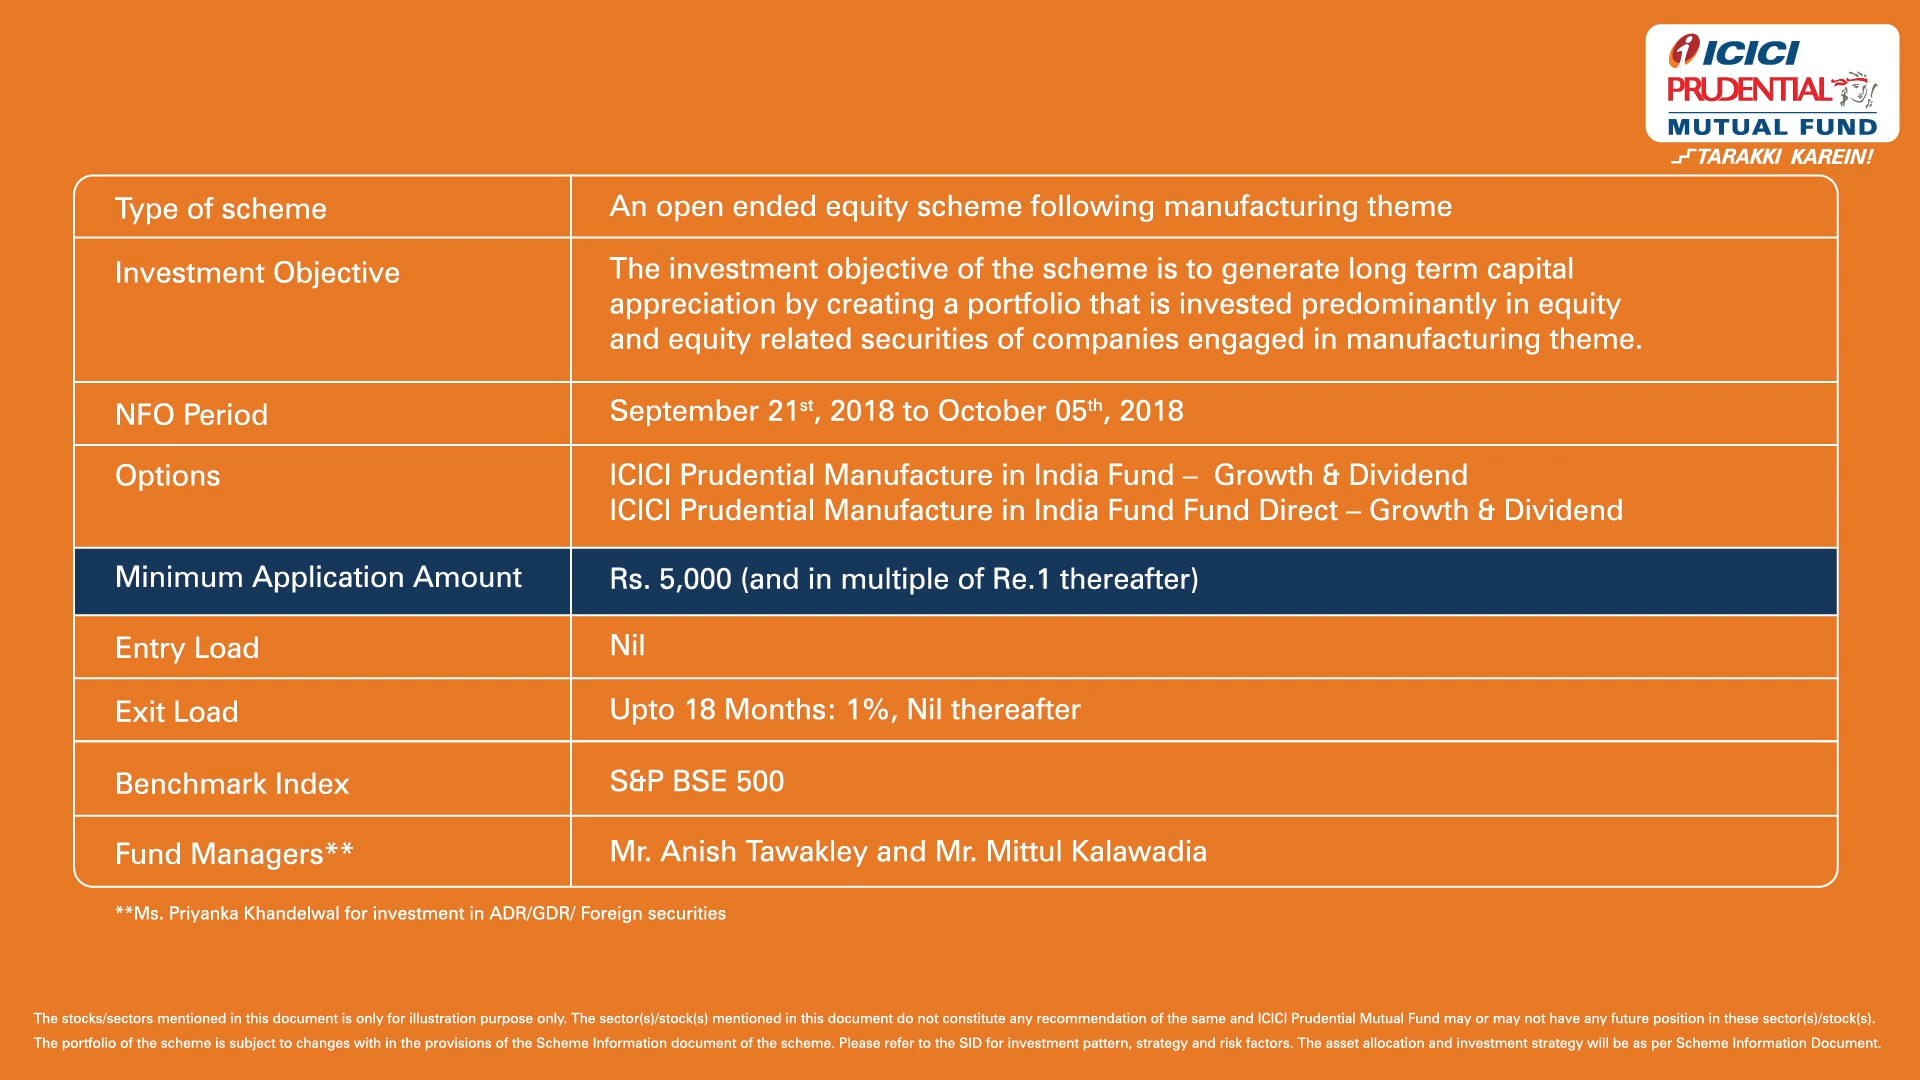 ICICI
PRUDENTIAL
MUTUAL FUND
TARAKKI KAREIN!
Type of scheme
An open ended equity scheme following manufacturing theme
Investment Objective
The investment objective of the scheme is to generate long term capital
appreciation by creating a portfolio that is invested predominantly in equity
and equity related securities of companies engaged in manufacturing theme.
NFO Period
September 21st, 2018 to October 05th, 2018
Options
ICICI Prudential Manufacture in India Fund –  Growth & Dividend
ICICI Prudential Manufacture in India Fund Fund Direct – Growth & Dividend
Minimum Application Amount
Rs. 5,000 (and in multiple of Re.1 thereafter)
Entry Load
Nil
Exit Load
Upto 18 Months: 1%, Nil thereafter
Benchmark Index
S&P BSE 500
Fund Managers**
Mr. Anish Tawakley and Mr. Mittul Kalawadia
**Ms. Priyanka Khandelwal for investment in ADR/GDR/ Foreign securities
The stocks/sectors mentioned in this document is only for illustration purpose only. The sector(s)/stock(s) mentioned in this document do not constitute any recommendation of the same and ICICI Prudential Mutual Fund may or may not have any future position in these sector(s)/stock(s).
The portfolio of the scheme is subject to changes with in the provisions of the Scheme Information document of the scheme. Please refer to the SID for investment pattern, strategy and risk factors. The asset allocation and investment strategy will be as per Scheme Information Document.